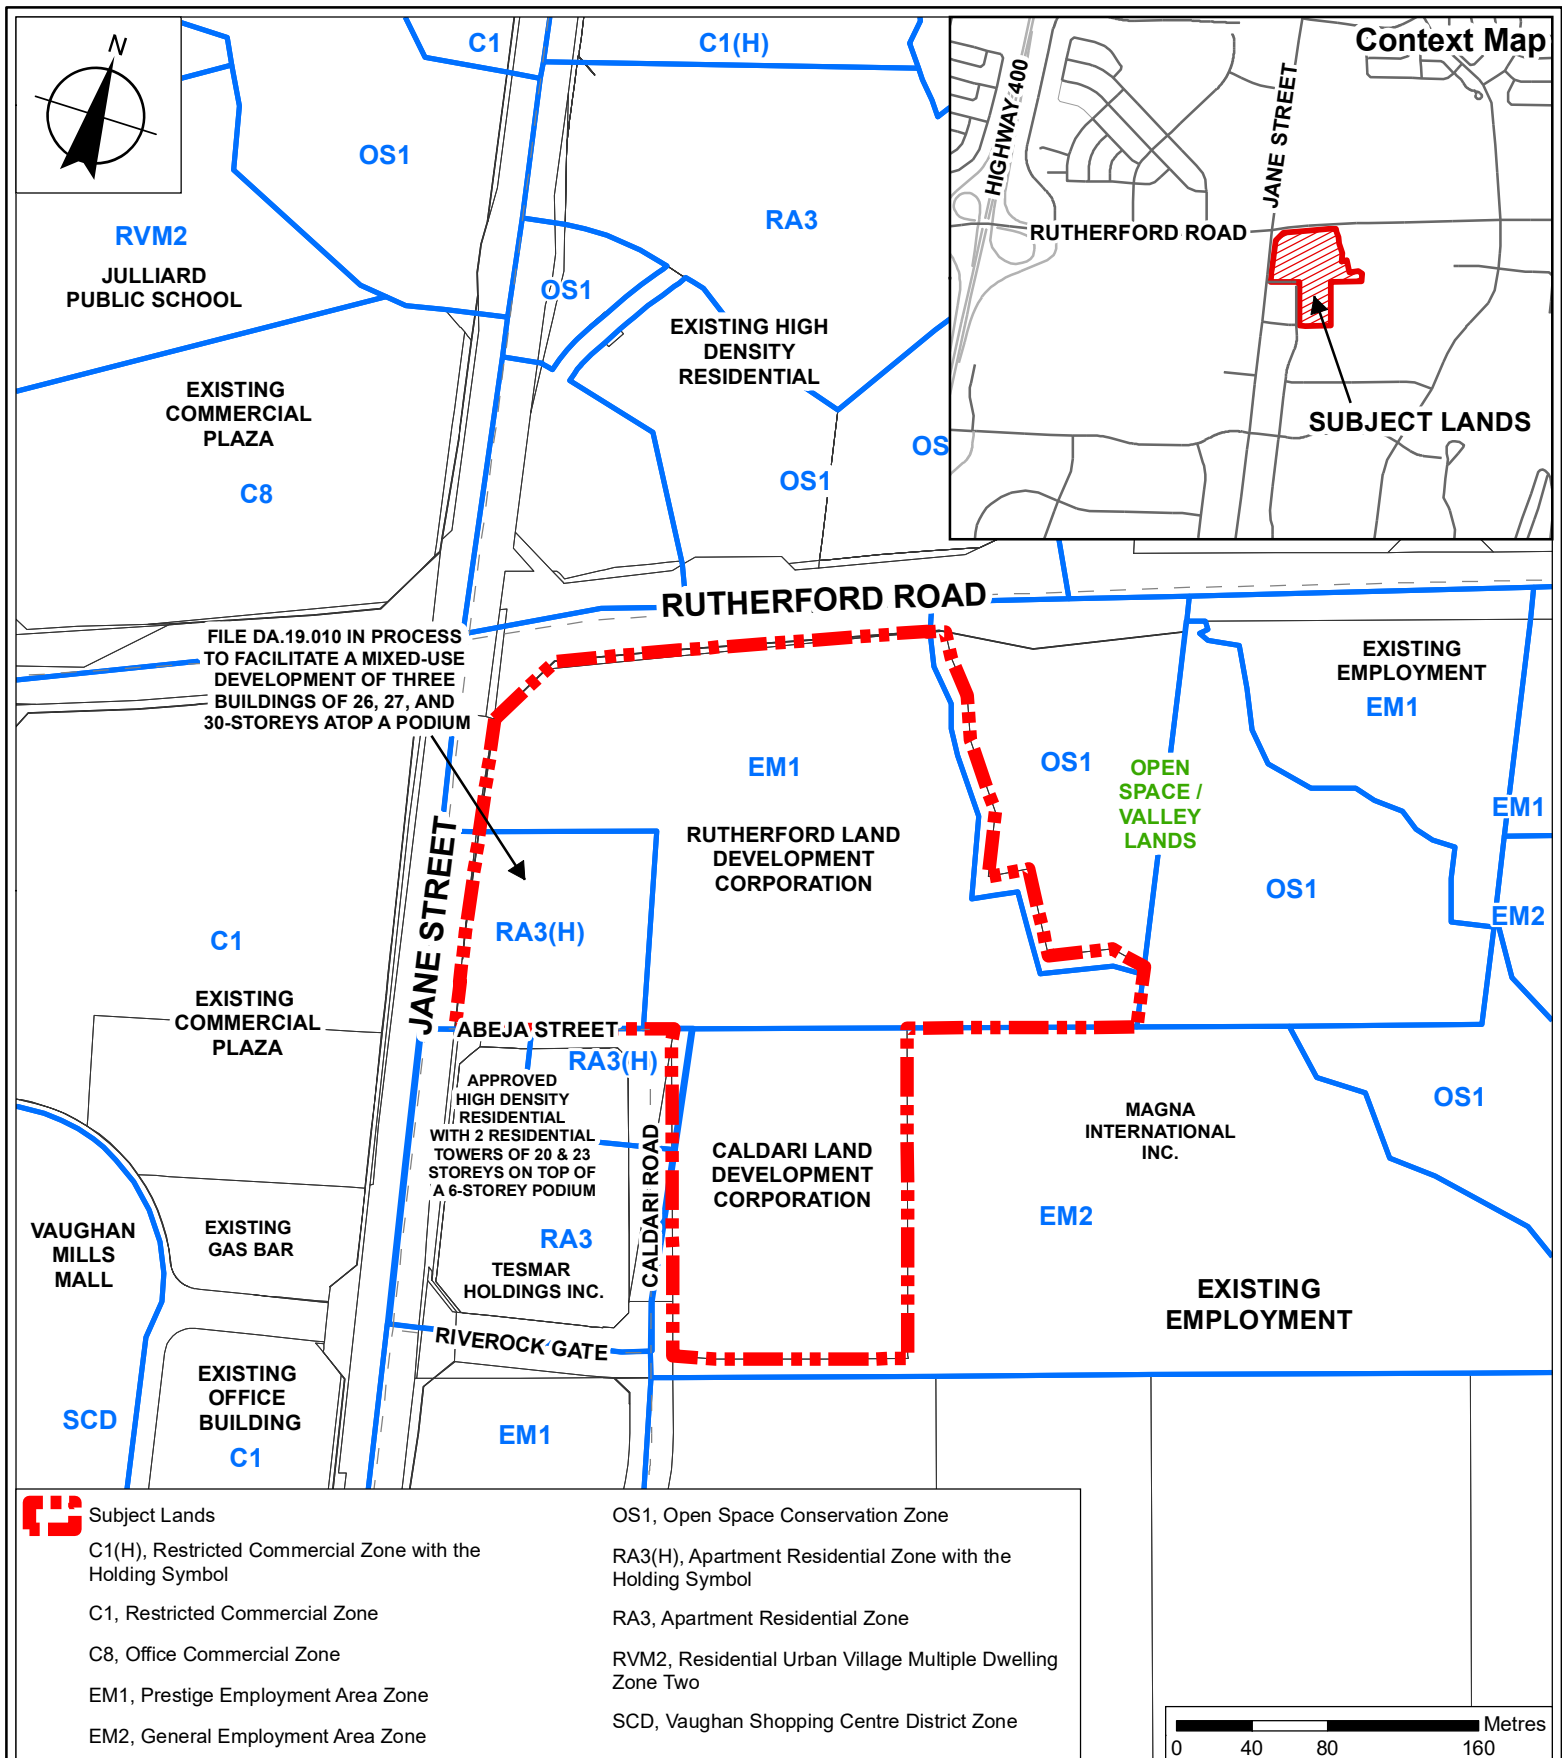 N
C1
C1(H)
OS1
RA3
RVM2
JULLIARD
PUBLIC SCHOOL
OS1
EXISTING HIGH
DENSITY
RESIDENTIAL
EXISTING
COMMERCIAL
PLAZA
C8
OS1
OS
Context Map
HIGHWAY 400
JANE STREET
RUTHERFORD ROAD
SUBJECT LANDS
RUTHERFORD ROAD
FILE DA.19.010 IN PROCESS
TO FACILITATE A MIXED-USE
DEVELOPMENT OF THREE
BUILDINGS OF 26, 27, AND
30-STOREYS ATOP A PODIUM
EXISTING
EMPLOYMENT
EM1
EM1
OS1
OPEN
SPACE /
VALLEY
LANDS
EM1
RUTHERFORD LAND
DEVELOPMENT
CORPORATION
JANE STREET
OS1
EM2
RA3(H)
C1
EXISTING
COMMERCIAL
PLAZA
ABEJA STREET
RA3(H)
APPROVED
HIGH DENSITY
RESIDENTIAL
WITH 2 RESIDENTIAL
TOWERS OF 20 & 23
STOREYS ON TOP OF
A 6-STOREY PODIUM
CALDARI ROAD
CALDARI LAND
DEVELOPMENT
CORPORATION
MAGNA
INTERNATIONAL
INC.
OS1
EM2
VAUGHAN
MILLS
MALL
EXISTING
GAS BAR
RA3
TESMAR
HOLDINGS INC.
EXISTING
EMPLOYMENT
RIVEROCK GATE
EXISTING
OFFICE
BUILDING
C1
SCD
EM1
Subject Lands
C1(H), Restricted Commercial Zone with the
Holding Symbol
C1, Restricted Commercial Zone
C8, Office Commercial Zone
EM1, Prestige Employment Area Zone
EM2, General Employment Area Zone
OS1, Open Space Conservation Zone
RA3(H), Apartment Residential Zone with the
Holding Symbol
RA3, Apartment Residential Zone
RVM2, Residential Urban Village Multiple Dwelling
Zone Two
SCD, Vaughan Shopping Centre District Zone
Metres
0 40 80 160